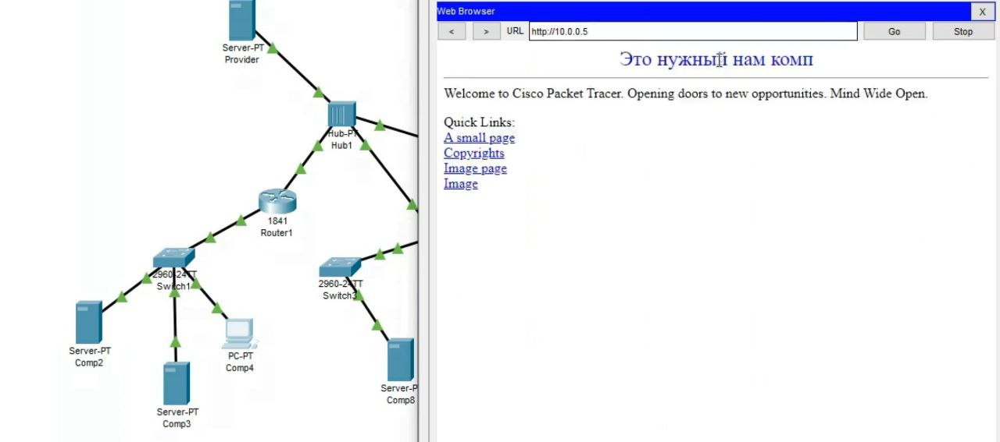 Server-PT
Provider
Hub-PT
Hub1
1841
Router1
2960-24TT
Switch1
2960-24TT
Switch3
Server-PT
Comp2
PC-PT
Comp4
Server-PT
Comp3
Server-P
Comp8
Web Browser
X
<
>
URL
http://10.0.0.5
Go
Stop
Это нужный нам комп
Welcome to Cisco Packet Tracer. Opening doors to new opportunities. Mind Wide Open.
Quick Links:
A small page
Copyrights
Image page
Image